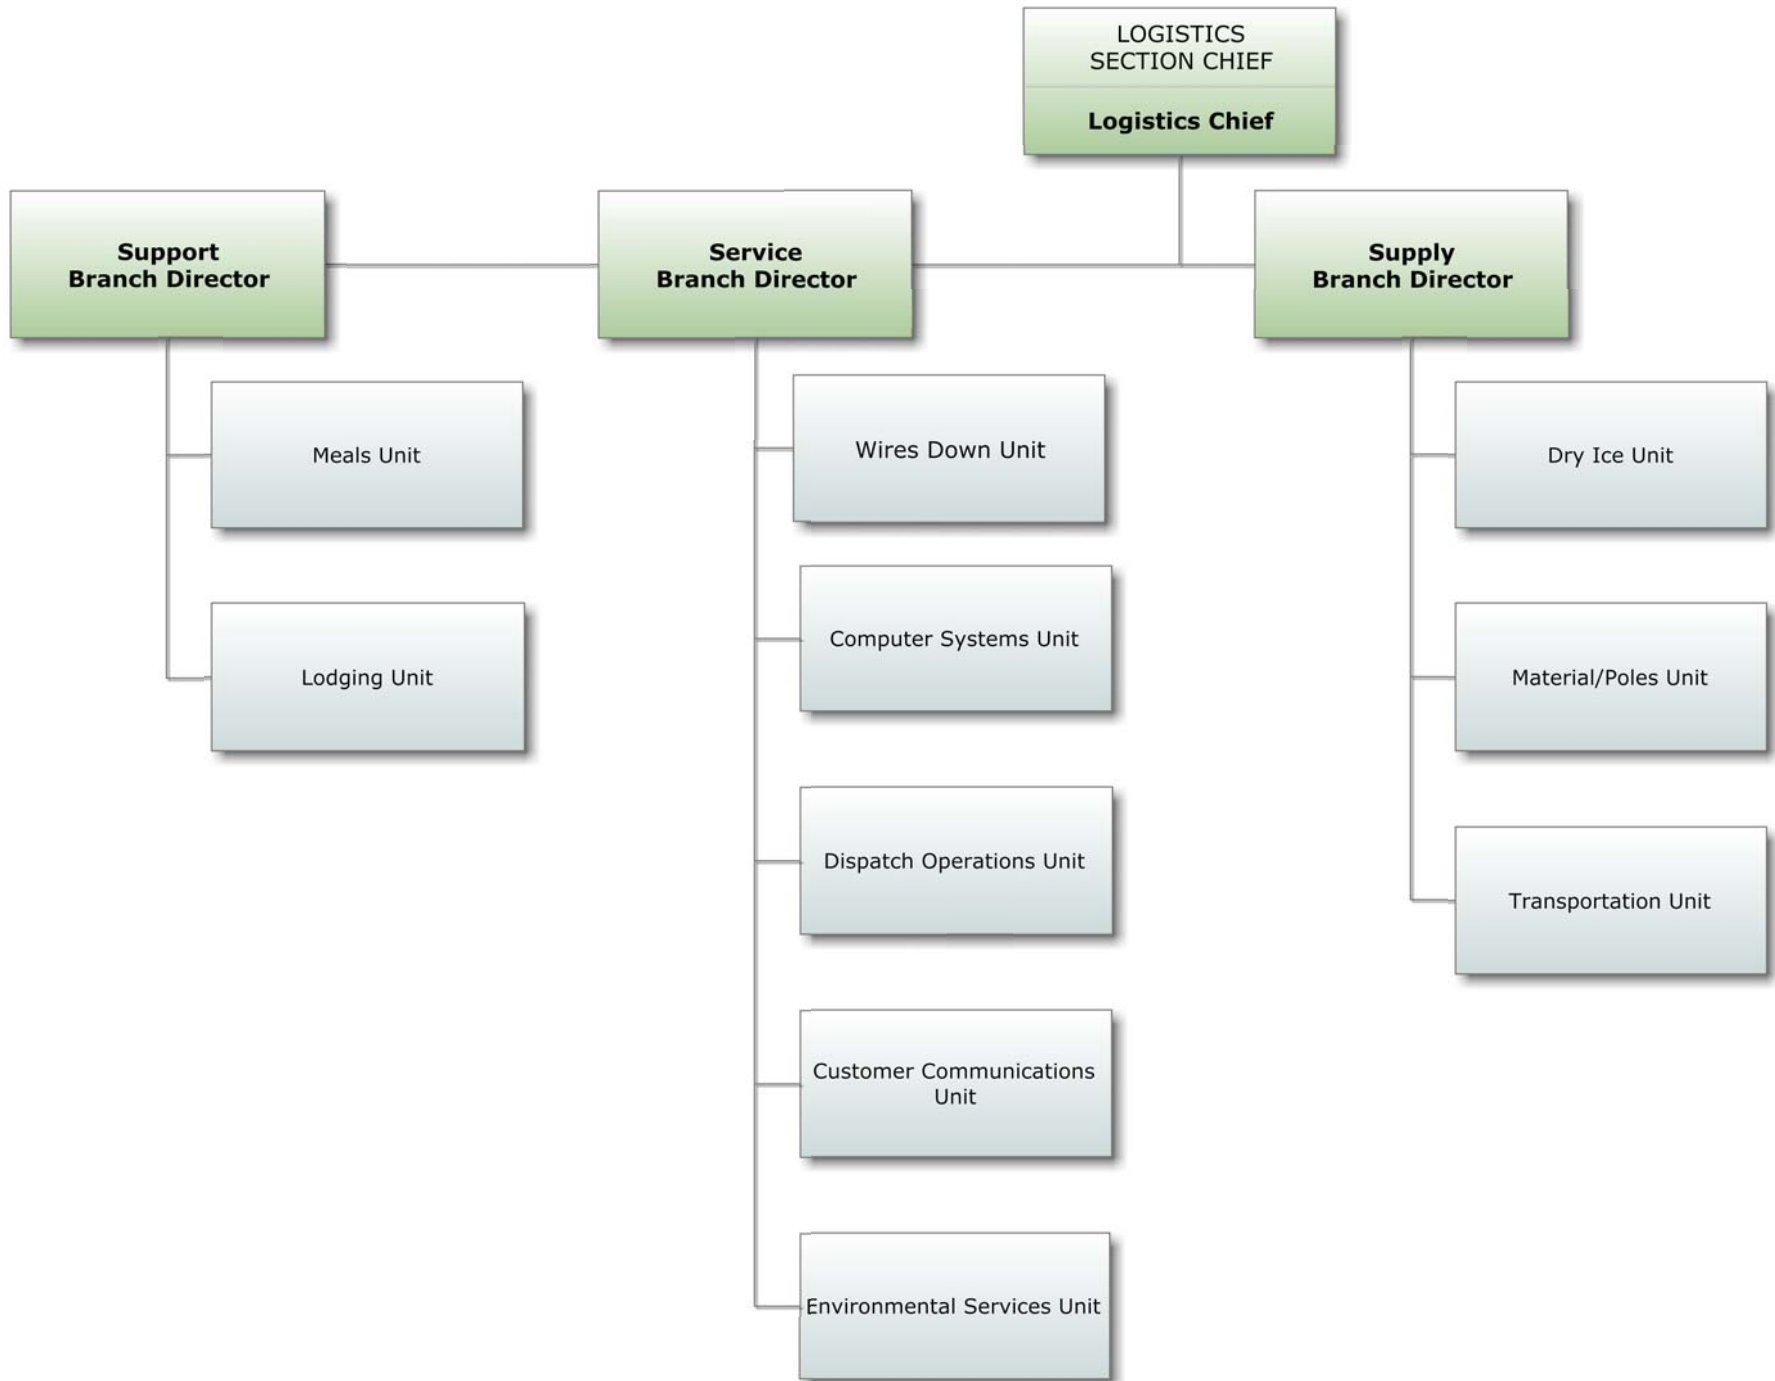 LOGISTICS
SECTION CHIEF
Logistics Chief
Support
Branch Director
Service
Branch Director
Supply
Branch Director
Meals Unit
Lodging Unit
Wires Down Unit
Computer Systems Unit
Dispatch Operations Unit
Customer Communications
Unit
Environmental Services Unit
Dry Ice Unit
Material/Poles Unit
Transportation Unit